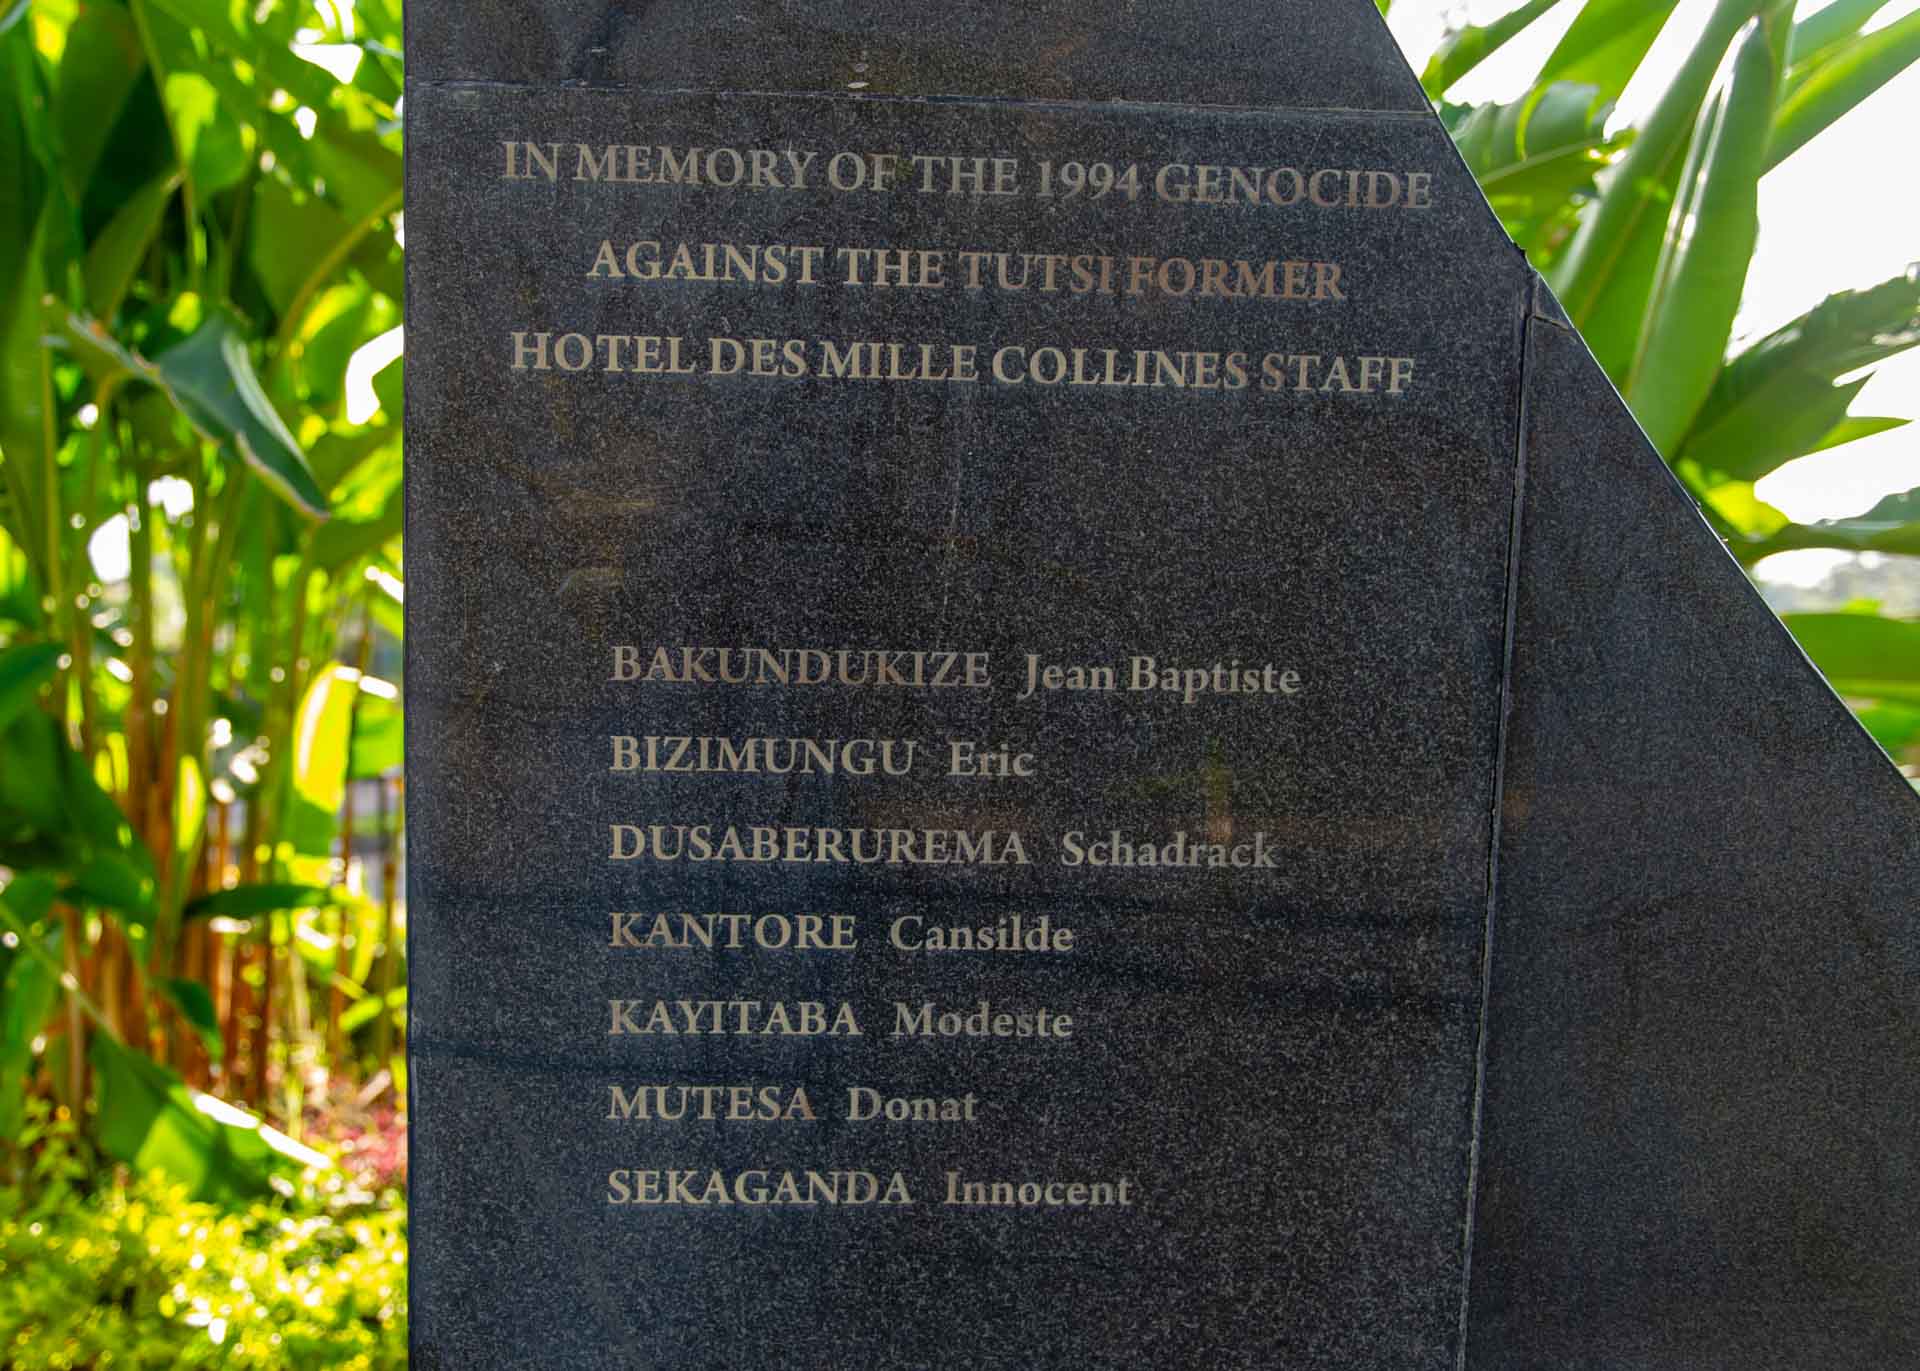 IN MEMORY OF THE 1994 GENOCIDE
AGAINST THE TUTSI FORMER
HOTEL DES MILLE COLLINES STAFF
BAKUNDUKIZE Jean Baptiste
BIZIMUNGU Eric
DUSABERUREMA Schadrack
KANTORE Cansilde
KAYITABA Modeste
MUTESA Donat
SEKAGANDA Innocent